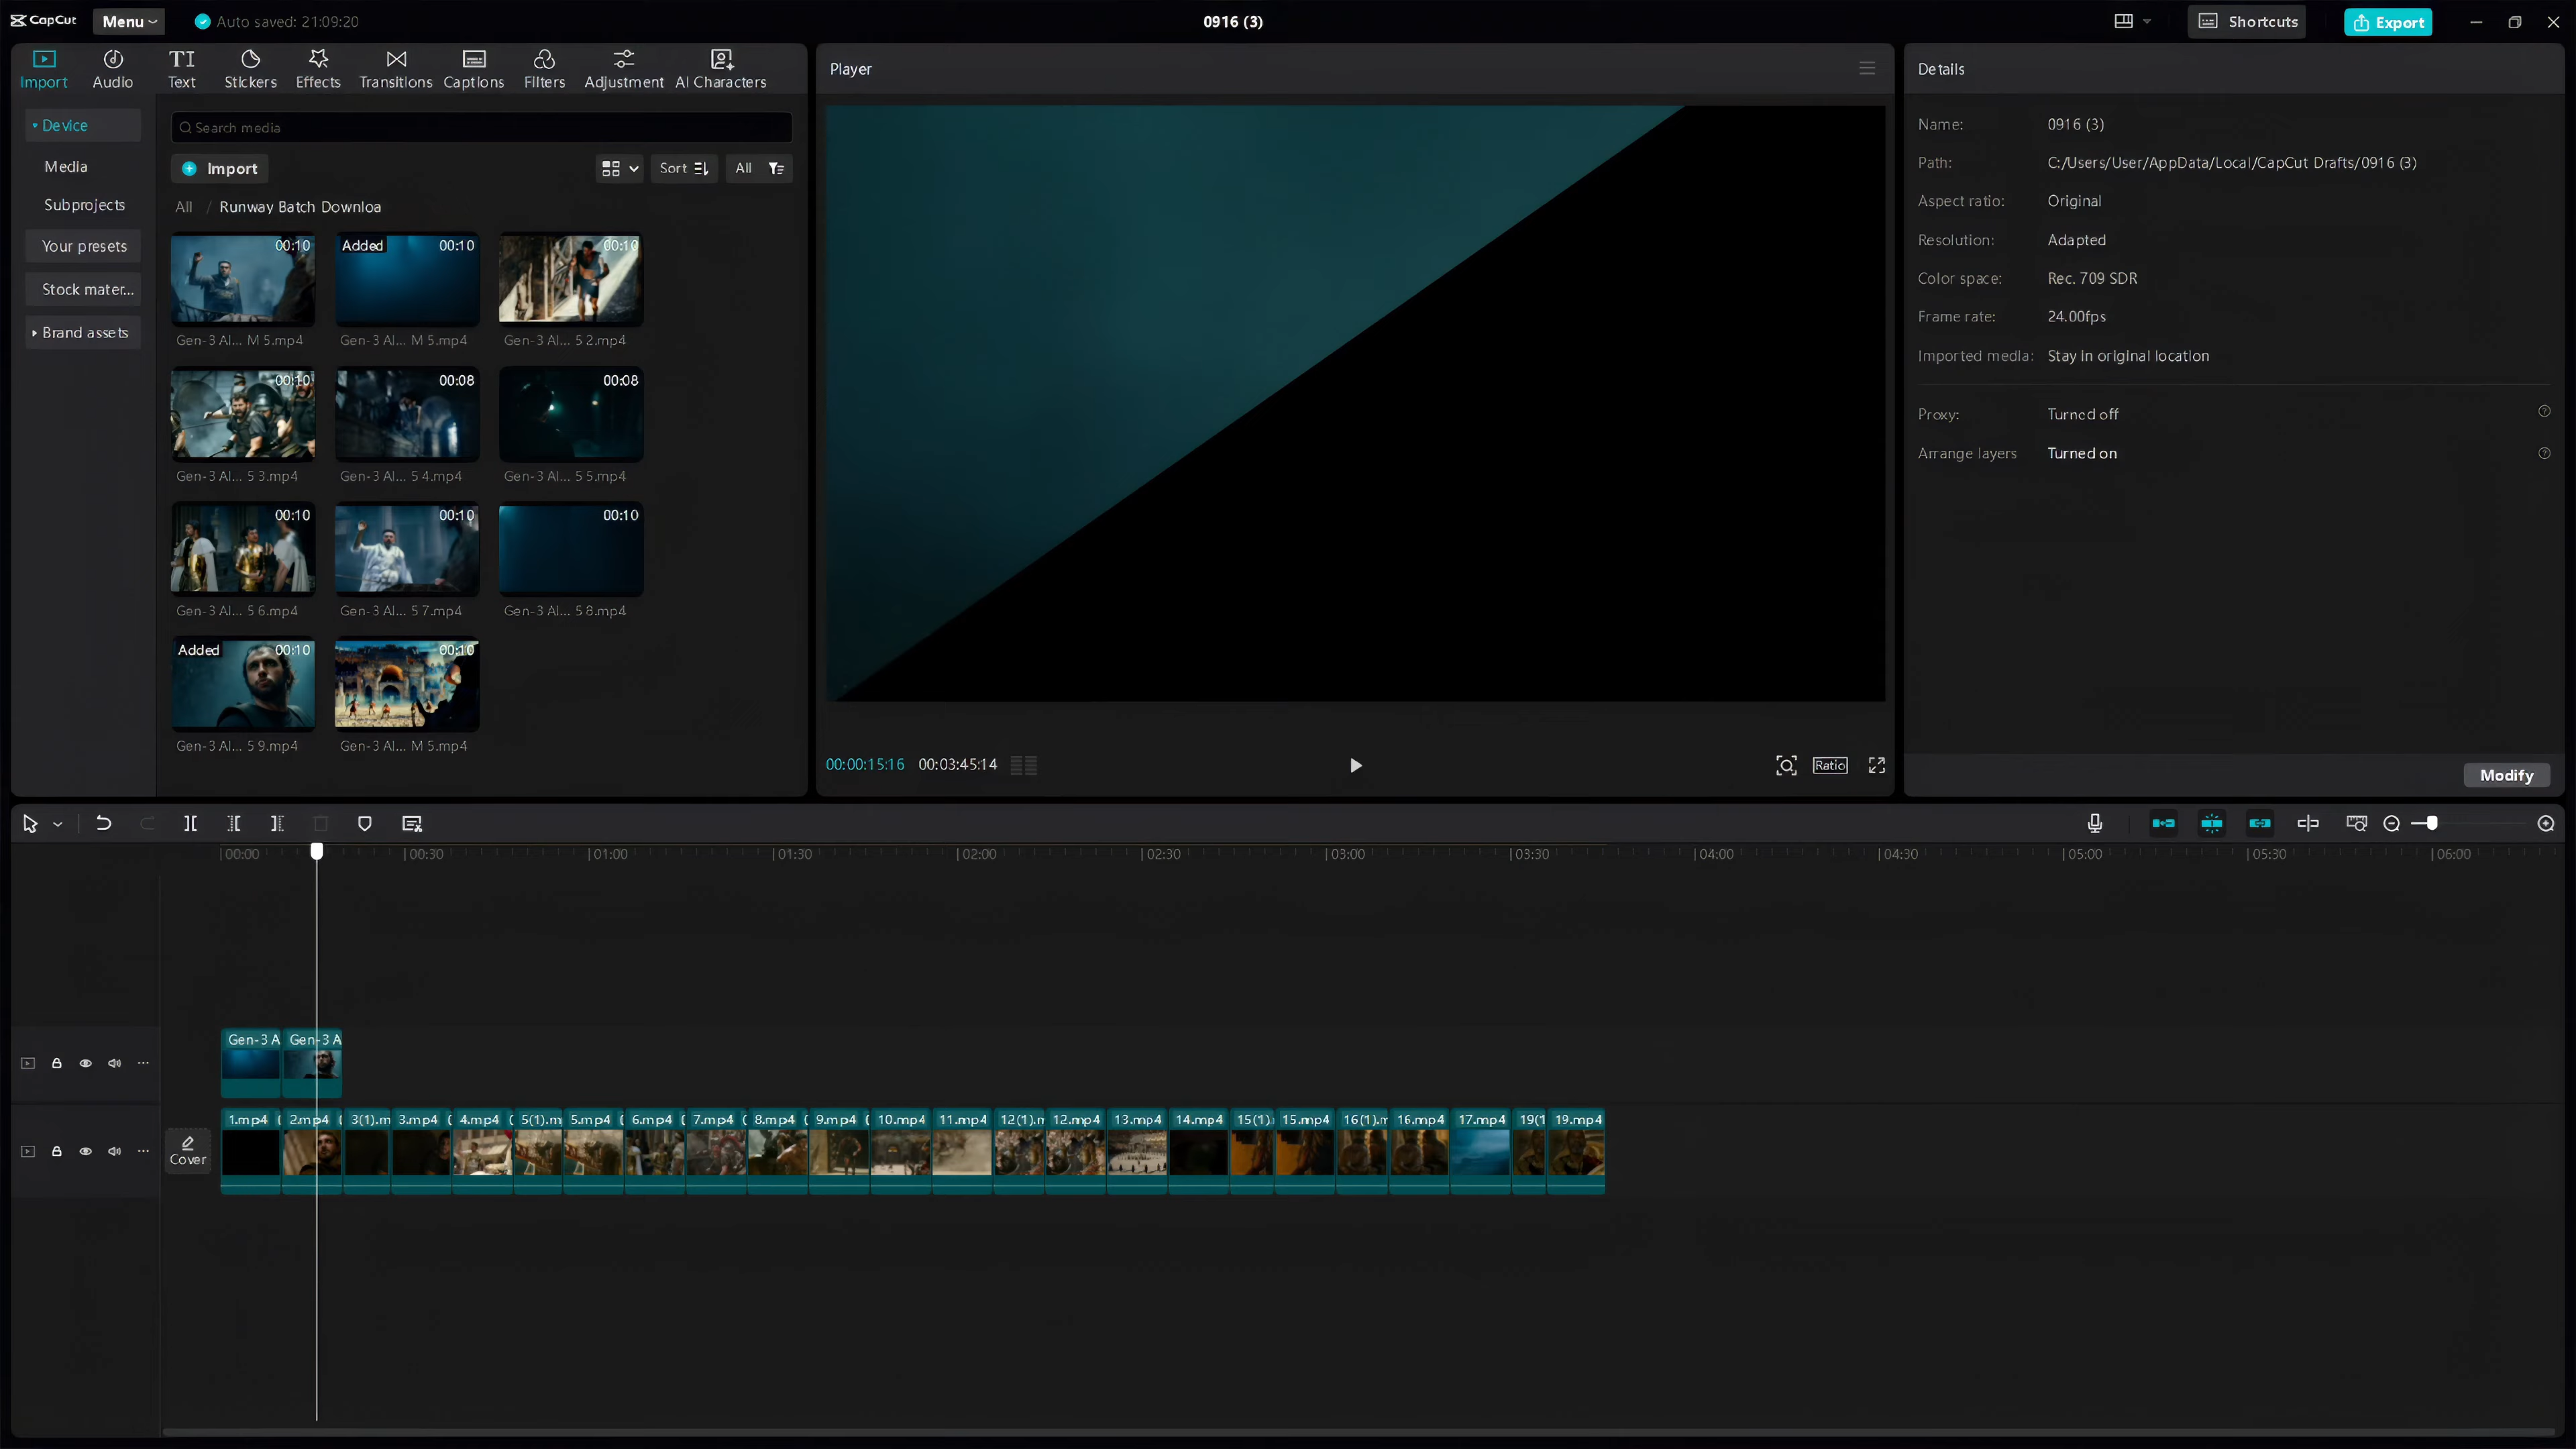 CapCut Menu Auto saved: 21:09:20 0916 (3) Shortcuts Export
Import Audio Text Stickers Effects Transitions Captions Filters Adjustment AI Characters
Device
Media
Subprojects
Your presets
Stock mater...
Brand assets
Search media
Import Sort All
All / Runway Batch Downloa
00:10 Added 00:10 00:10
Gen-3 Al... M 5.mp4 Gen-3 Al... M 5.mp4 Gen-3 Al... 5 2.mp4
00:10 00:08 00:08
Gen-3 Al... 5 3.mp4 Gen-3 Al... 5 4.mp4 Gen-3 Al... 5 5.mp4
00:10 00:10 00:10
Gen-3 Al... 5 6.mp4 Gen-3 Al... 5 7.mp4 Gen-3 Al... 5 8.mp4
Added 00:10 00:10
Gen-3 Al... 5 9.mp4 Gen-3 Al... M 5.mp4
Player
00:00:15:16 00:03:45:14 Ratio
Details
Name: 0916 (3)
Path: C:/Users/User/AppData/Local/CapCut Drafts/0916 (3)
Aspect ratio: Original
Resolution: Adapted
Color space: Rec. 709 SDR
Frame rate: 24.00fps
Imported media: Stay in original location
Proxy: Turned off
Arrange layers Turned on
Modify
00:00 00:30 01:00 01:30 02:00 02:30 03:00 03:30 04:00 04:30 05:00 05:30 06:00
Gen-3 A Gen-3 A
1.mp4 2.mp4 3(1).m 3.mp4 4.mp4 5(1).m 5.mp4 6.mp4 7.mp4 8.mp4 9.mp4 10.mp4 11.mp4 12(1).m 12.mp4 13.mp4 14.mp4 15(1). 15.mp4 16(1).m 16.mp4 17.mp4 19(1 19.mp4
Cover